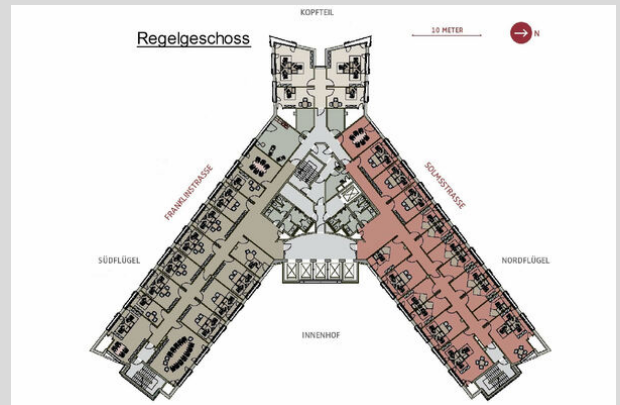 KOPFTEIL
Regelgeschoss
10 METER
N
FRANKLINSTRASSE
SOLMSSTRASSE
SÜDFLÜGEL
NORDFLÜGEL
INNENHOF